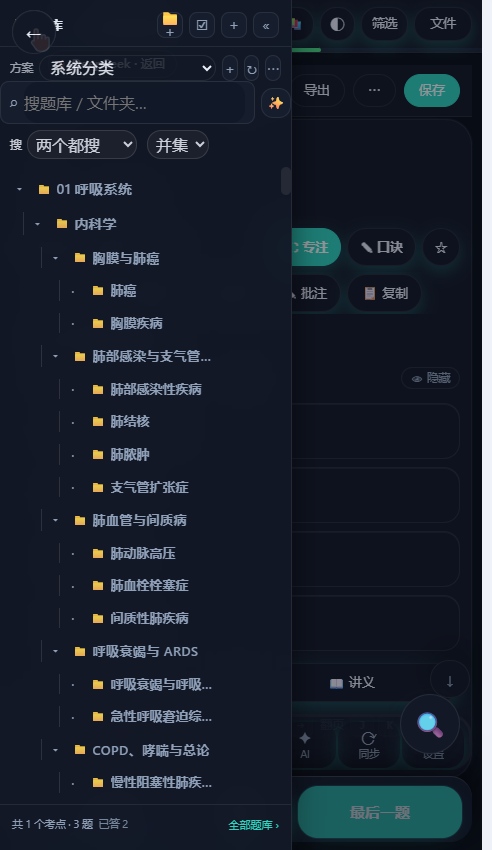 库
筛选
文件
方案
系统分类
返回
导出
保存
搜题库 / 文件夹...
搜
两个都搜
并集
01 呼吸系统
内科学
胸膜与肺癌
专注
口诀
肺癌
批注
复制
胸膜疾病
肺部感染与支气管...
隐藏
肺部感染性疾病
肺结核
肺脓肿
支气管扩张症
肺血管与间质病
肺动脉高压
肺血栓栓塞症
间质性肺疾病
呼吸衰竭与 ARDS
呼吸衰竭与呼吸...
讲义
急性呼吸窘迫综...
COPD、哮喘与总论
AI
同步
设置
慢性阻塞性肺疾...
共 1 个考点 · 3 题 已答 2
全部题库 ›
最后一题